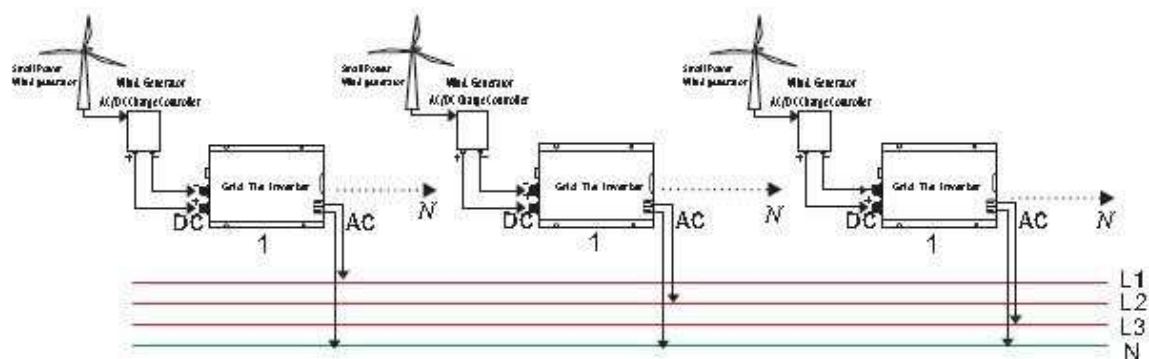 Small Power
Wind generator
Wind Generator
AC/DC Charge Controller
+ −
Grid Tie Inverter
− +
DC
AC
1
N
Small Power
Wind generator
Wind Generator
AC/DC Charge Controller
+ −
Grid Tie Inverter
− +
DC
AC
1
N
Small Power
Wind generator
Wind Generator
AC/DC Charge Controller
+ −
Grid Tie Inverter
− +
DC
AC
1
N
L1
L2
L3
N